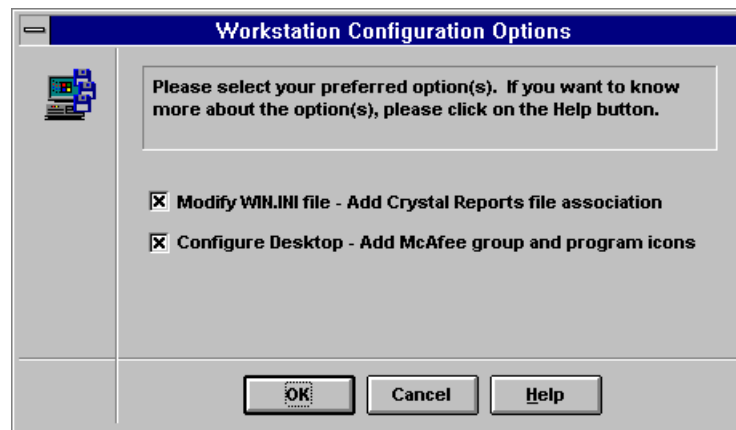 Workstation Configuration Options
Please select your preferred option(s). If you want to know
more about the option(s), please click on the Help button.
Modify WIN.INI file - Add Crystal Reports file association
Configure Desktop - Add McAfee group and program icons
OK Cancel Help